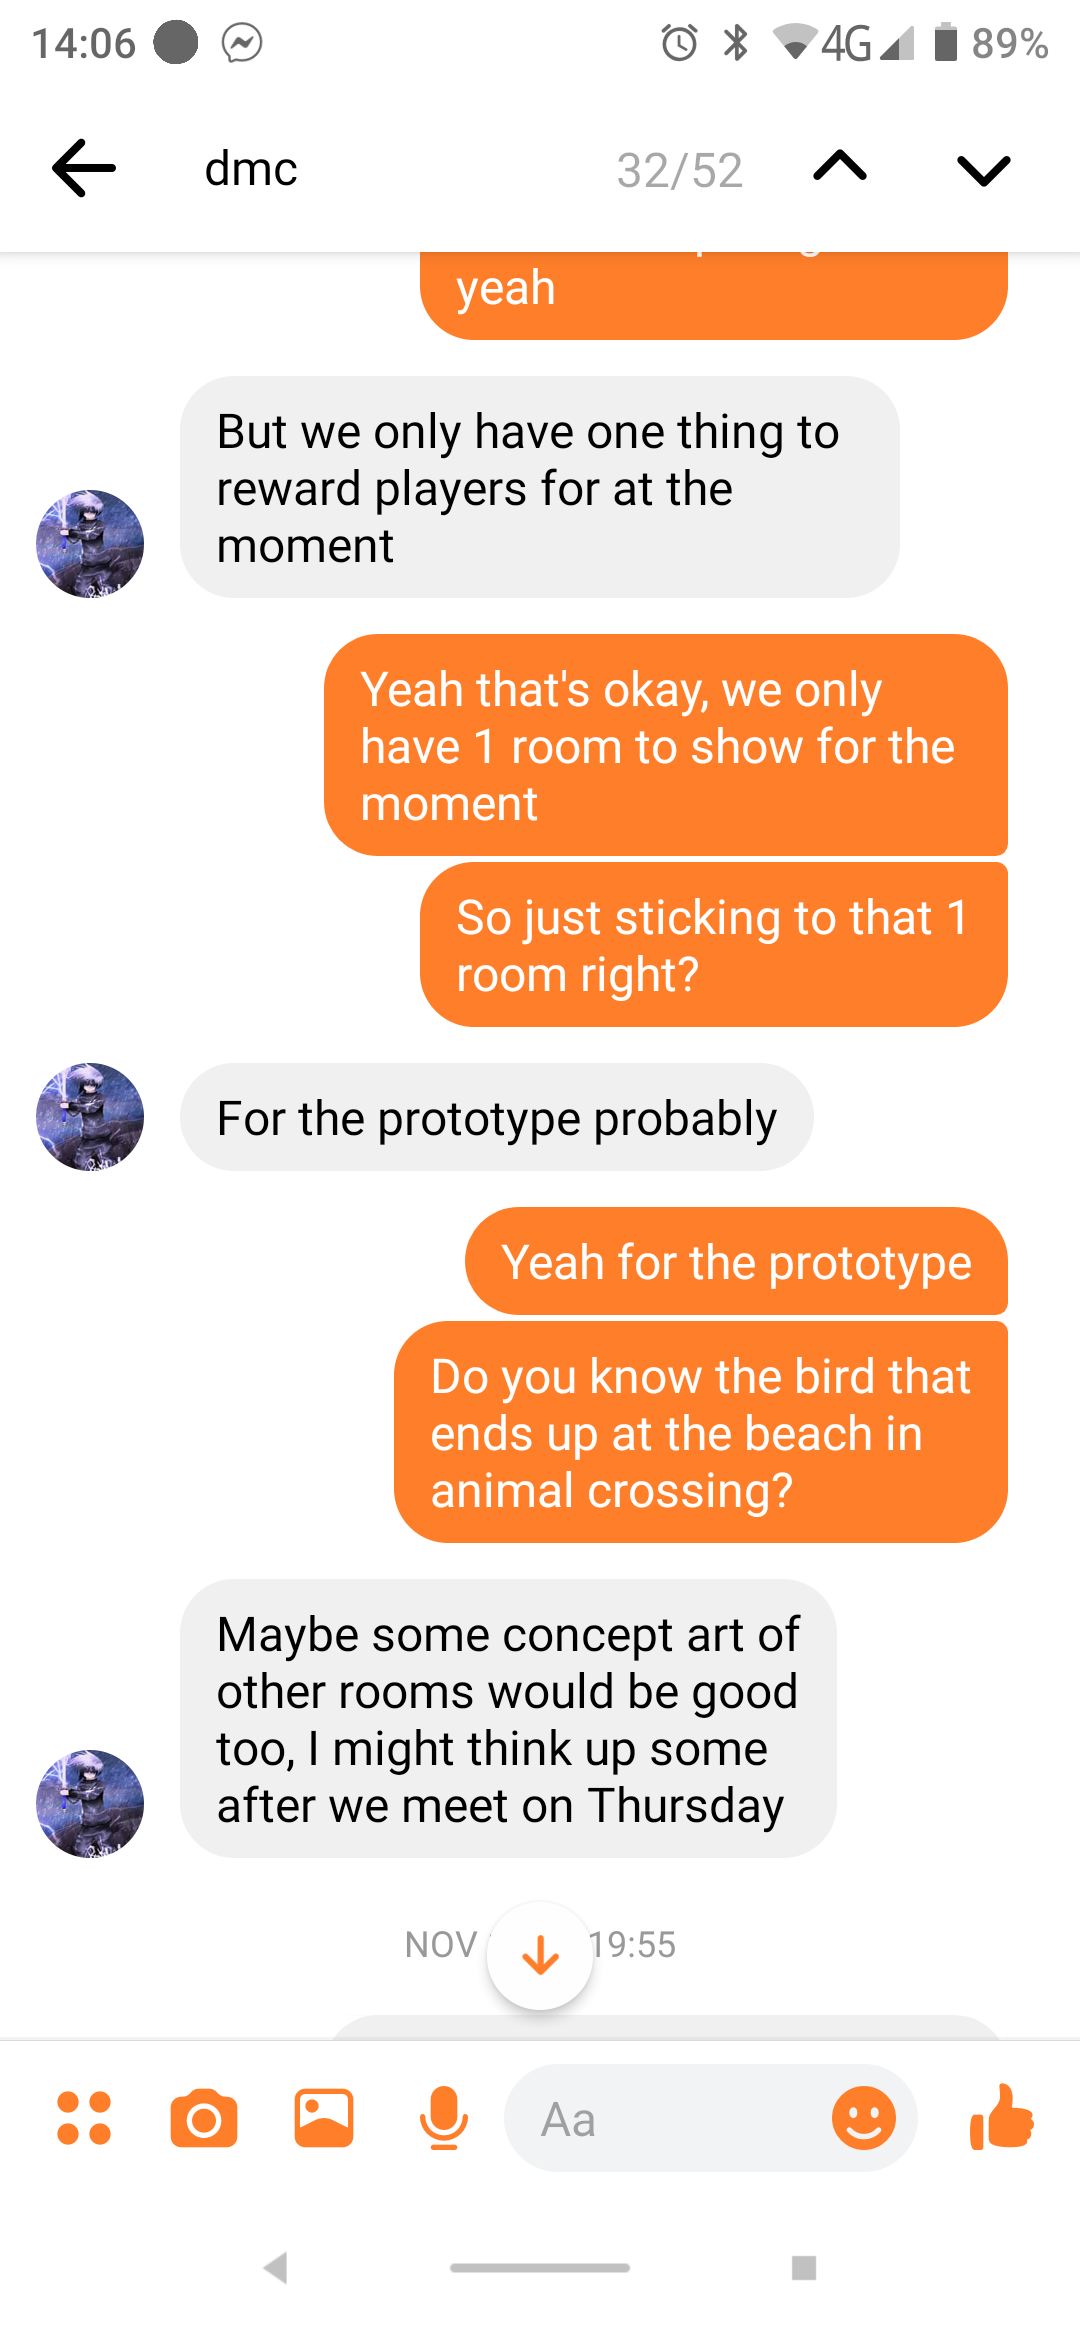 14:06
4G
89%
dmc
32/52
yeah
But we only have one thing to
reward players for at the
moment
Yeah that's okay, we only
have 1 room to show for the
moment
So just sticking to that 1
room right?
For the prototype probably
Yeah for the prototype
Do you know the bird that
ends up at the beach in
animal crossing?
Maybe some concept art of
other rooms would be good
too, I might think up some
after we meet on Thursday
NOV 19:55
Aa